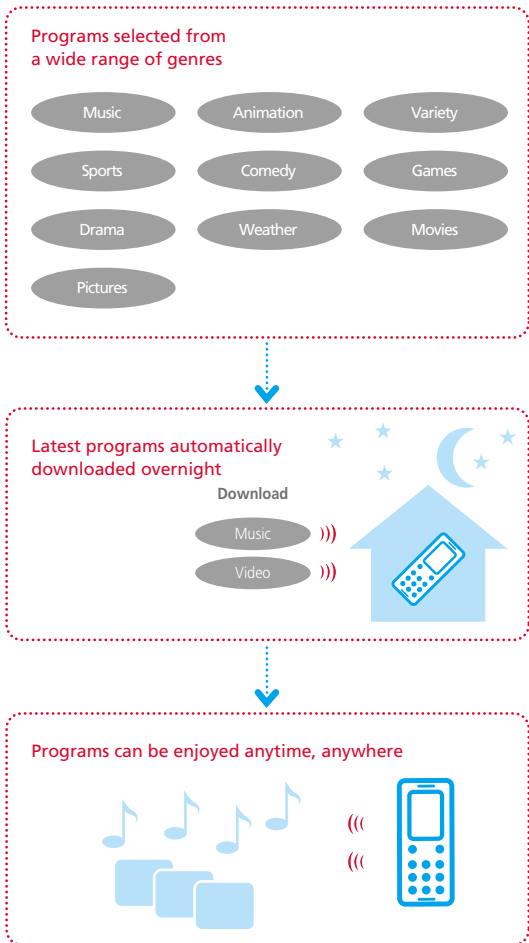 Programs selected from
a wide range of genres
Music Animation Variety
Sports Comedy Games
Drama Weather Movies
Pictures
Latest programs automatically
downloaded overnight
Download
Music
Video
Programs can be enjoyed anytime, anywhere